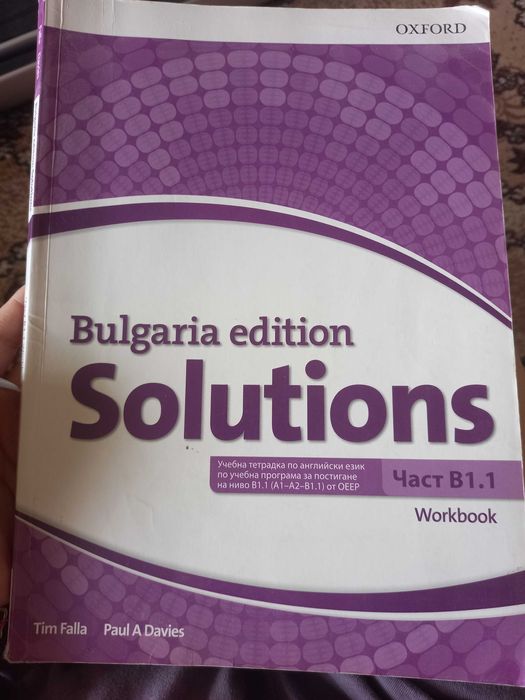 OXFORD
Bulgaria edition
Solutions
Учебна тетрадка по английски език
по учебна програма за постигане
на ниво B1.1 (A1–A2–B1.1) от ОЕЕР
Част B1.1
Workbook
Tim Falla Paul A Davies